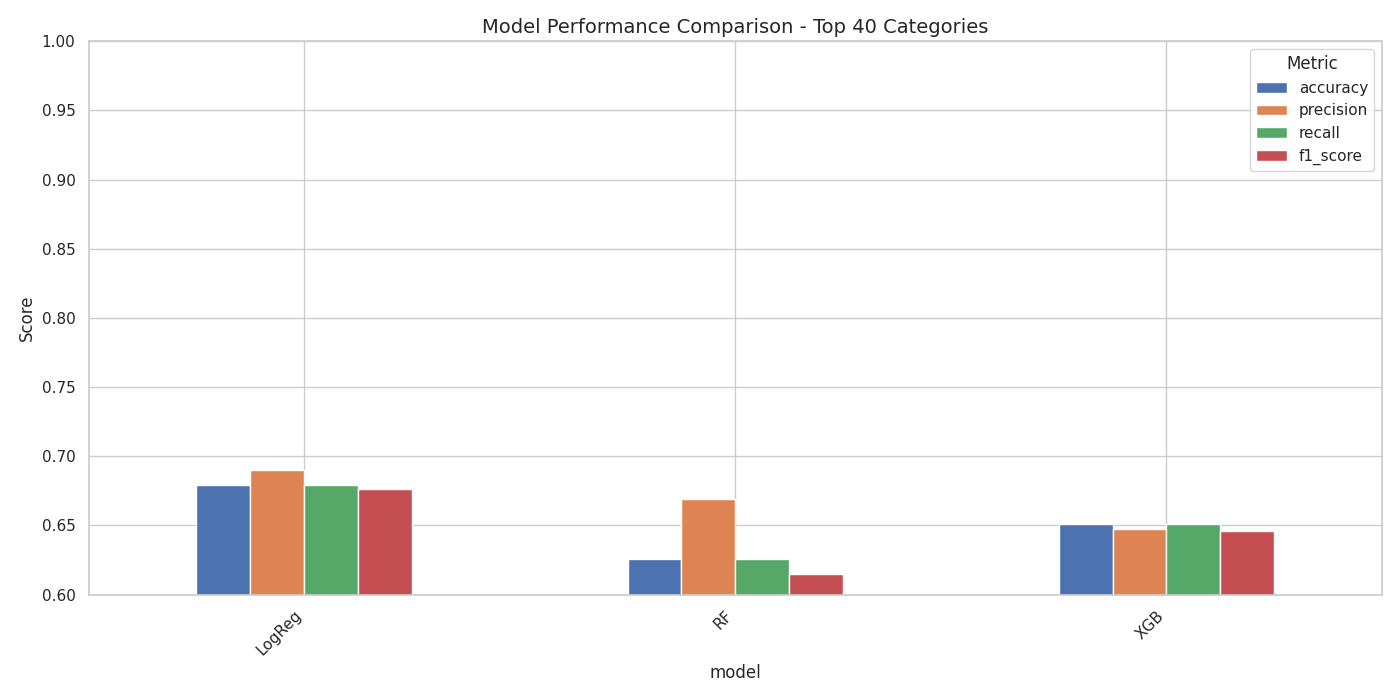 Model Performance Comparison - Top 40 Categories
1.00
0.95
0.90
0.85
0.80
0.75
0.70
0.65
0.60
Score
Metric
accuracy
precision
recall
f1_score
LogReg
RF
XGB
model